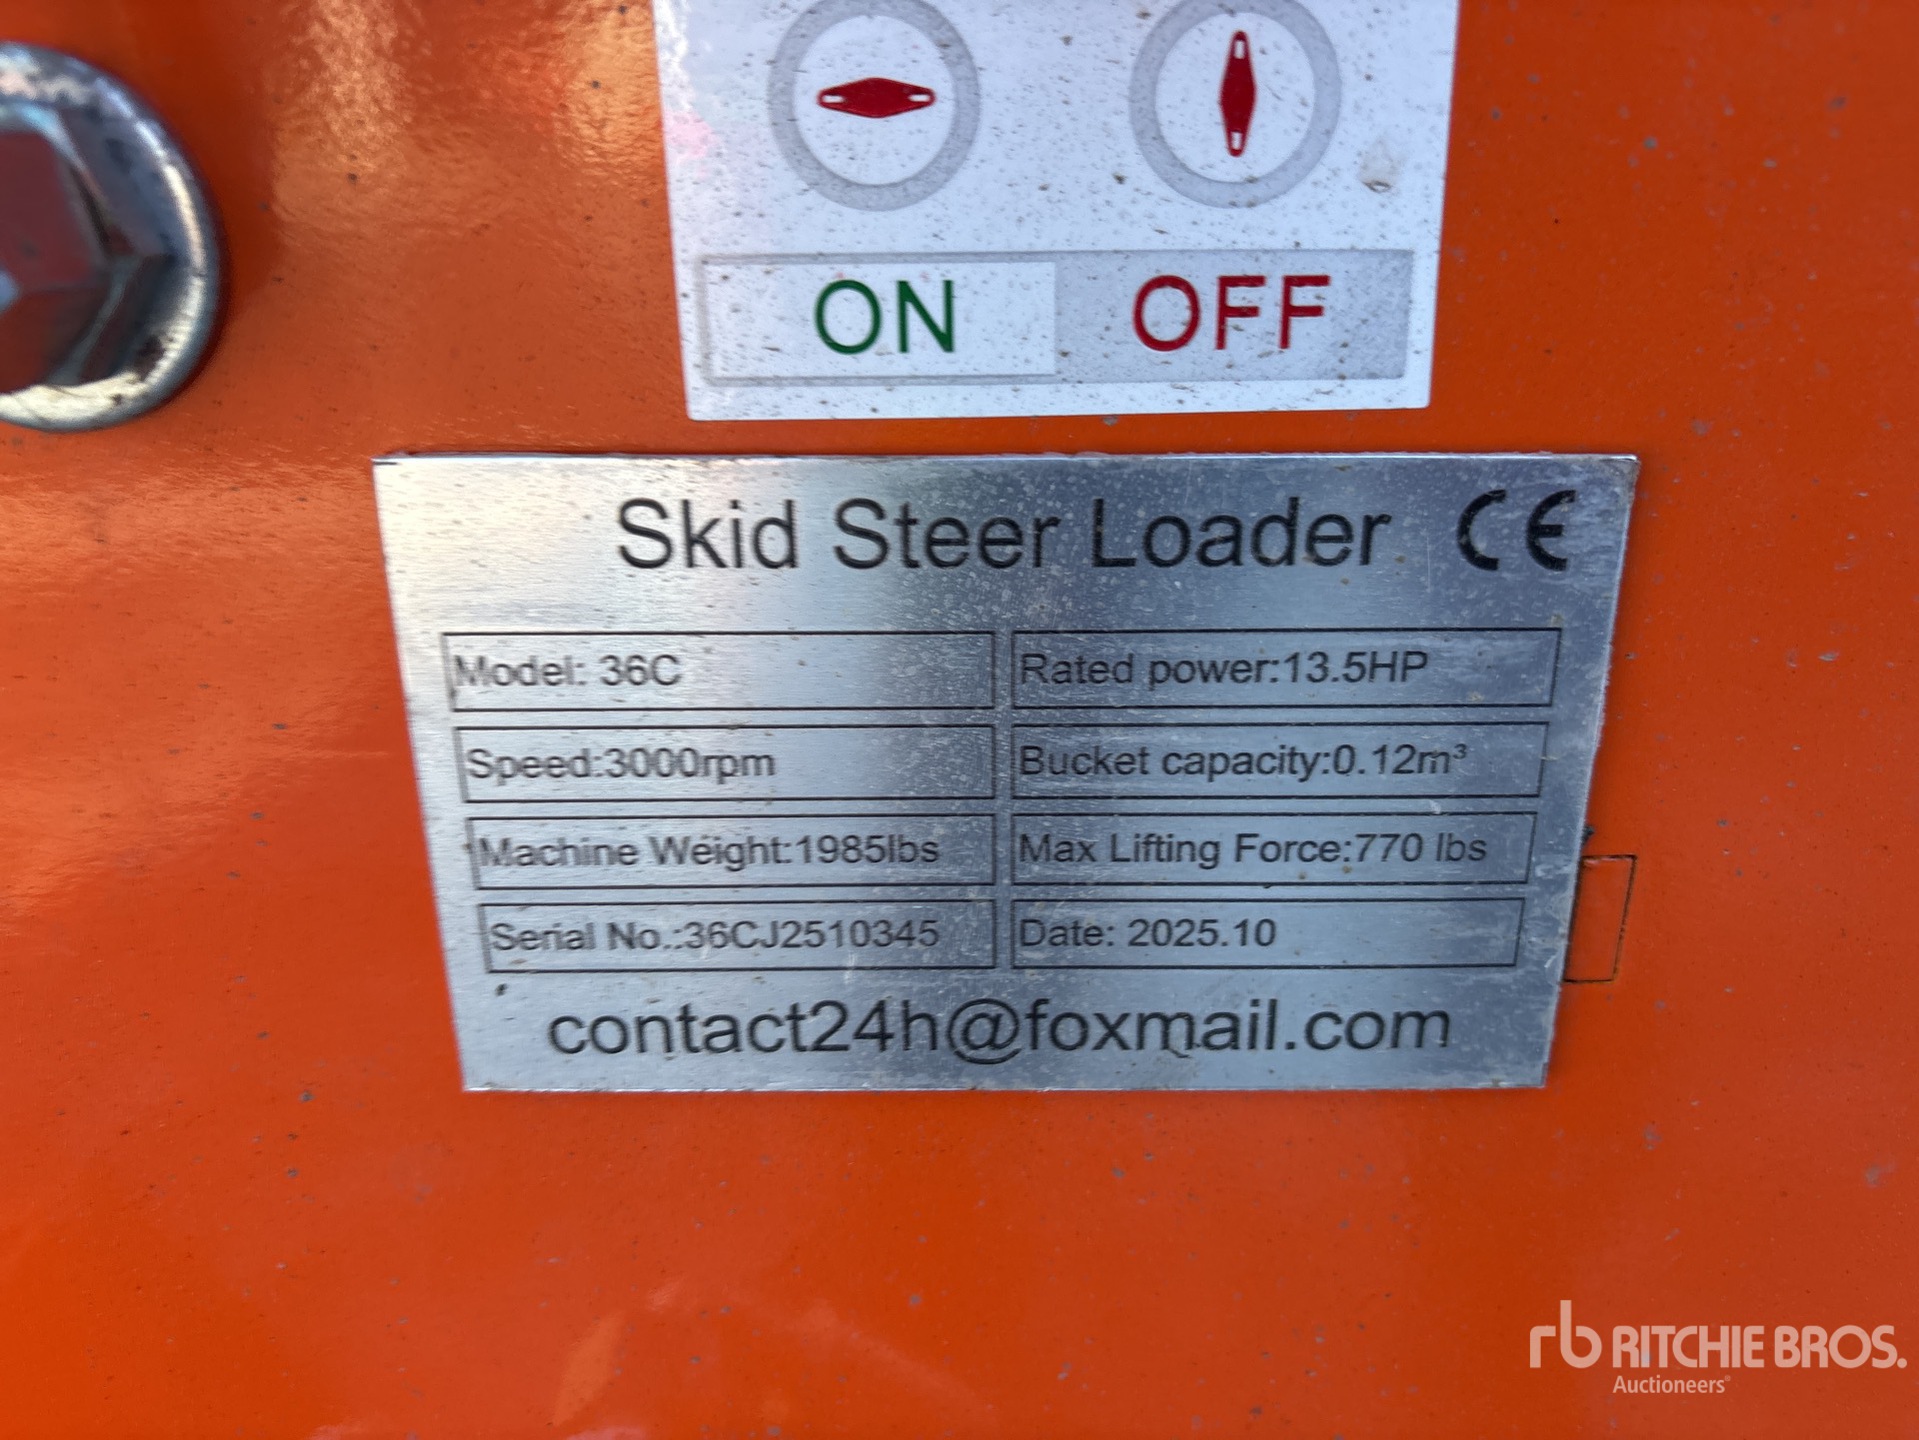 ON OFF
Skid Steer Loader CE
Model: 36C
Rated power:13.5HP
Speed:3000rpm
Bucket capacity:0.12m³
Machine Weight:1985lbs
Max Lifting Force:770 lbs
Serial No.:36CJ2510345
Date: 2025.10
contact24h@foxmail.com
rb RITCHIE BROS.
Auctioneers®